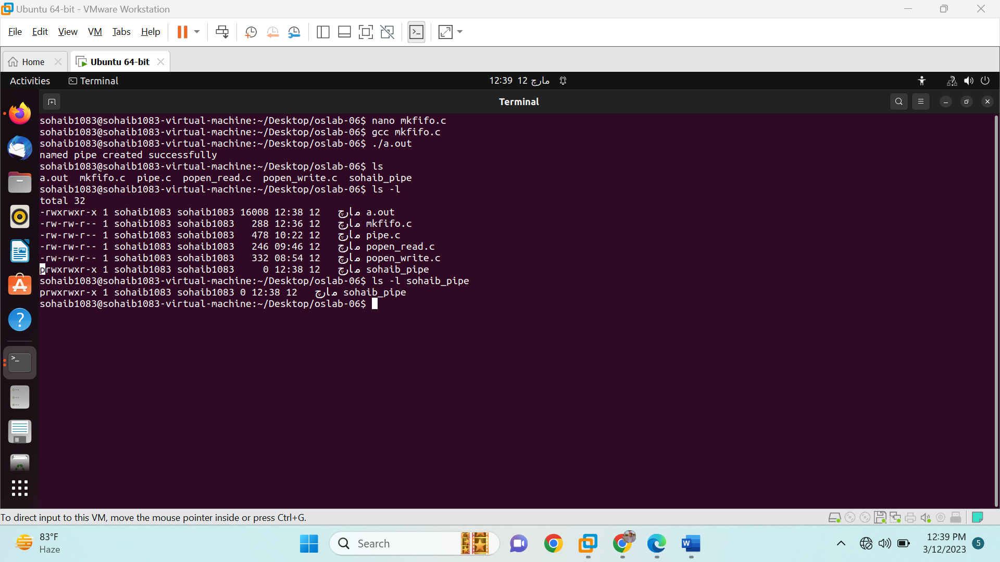 Ubuntu 64-bit - VMware Workstation
File Edit View VM Tabs Help
Home
Ubuntu 64-bit
Activities
Terminal
12:39 12 مارچ
Terminal
sohaib1083@sohaib1083-virtual-machine:~/Desktop/oslab-06$ nano mkfifo.c
sohaib1083@sohaib1083-virtual-machine:~/Desktop/oslab-06$ gcc mkfifo.c
sohaib1083@sohaib1083-virtual-machine:~/Desktop/oslab-06$ ./a.out
named pipe created successfully
sohaib1083@sohaib1083-virtual-machine:~/Desktop/oslab-06$ ls
a.out  mkfifo.c  pipe.c  popen_read.c  popen_write.c  sohaib_pipe
sohaib1083@sohaib1083-virtual-machine:~/Desktop/oslab-06$ ls -l
total 32
-rwxrwxr-x 1 sohaib1083 sohaib1083 16008 12:38 12   مارچ a.out
-rw-rw-r-- 1 sohaib1083 sohaib1083   288 12:36 12   مارچ mkfifo.c
-rw-rw-r-- 1 sohaib1083 sohaib1083   478 10:22 12   مارچ pipe.c
-rw-rw-r-- 1 sohaib1083 sohaib1083   246 09:46 12   مارچ popen_read.c
-rw-rw-r-- 1 sohaib1083 sohaib1083   332 08:54 12   مارچ popen_write.c
prwxrwxr-x 1 sohaib1083 sohaib1083     0 12:38 12   مارچ sohaib_pipe
sohaib1083@sohaib1083-virtual-machine:~/Desktop/oslab-06$ ls -l sohaib_pipe
prwxrwxr-x 1 sohaib1083 sohaib1083 0 12:38 12   مارچ sohaib_pipe
sohaib1083@sohaib1083-virtual-machine:~/Desktop/oslab-06$
To direct input to this VM, move the mouse pointer inside or press Ctrl+G.
83°F
Haze
Search
12:39 PM
3/12/2023
5